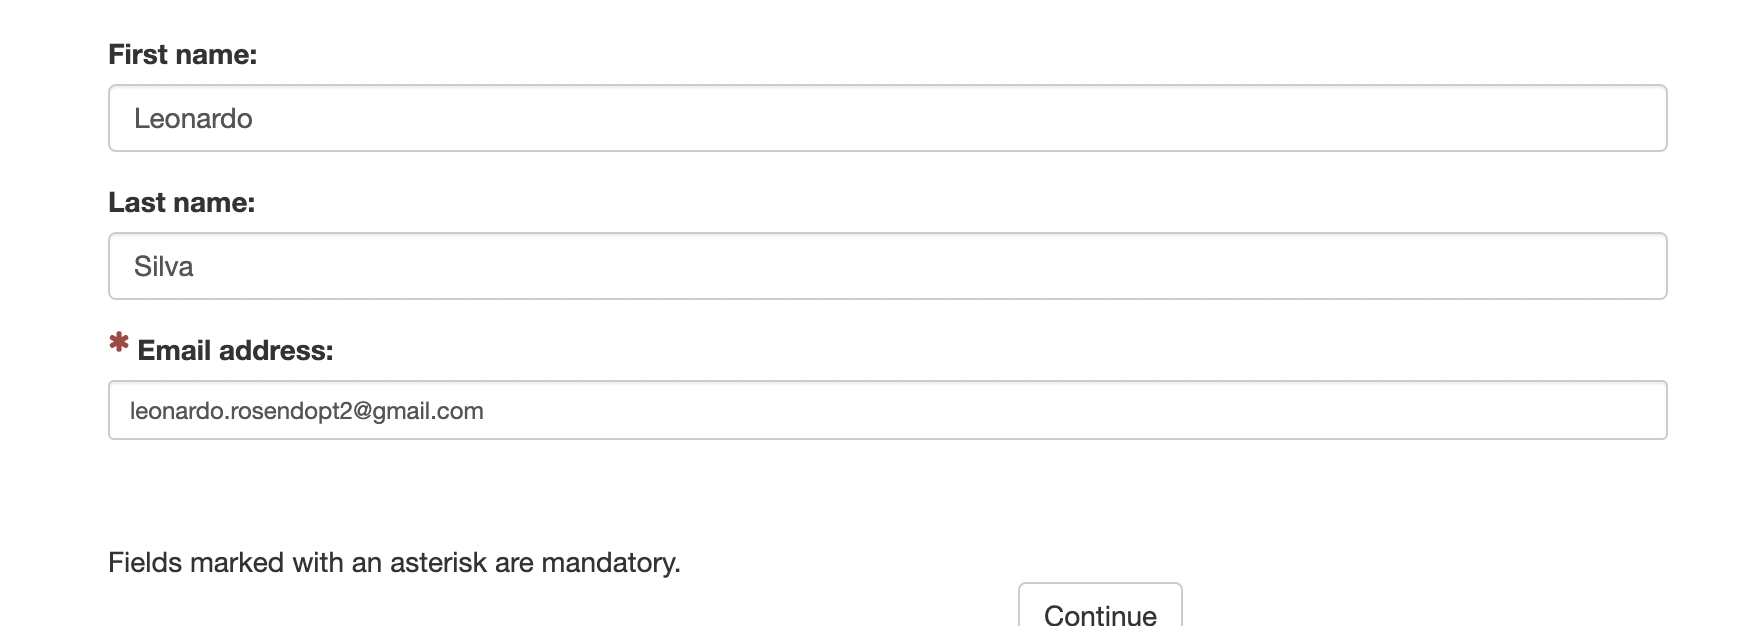 First name:
Leonardo
Last name:
Silva
* Email address:
leonardo.rosendopt2@gmail.com
Fields marked with an asterisk are mandatory.
Continue